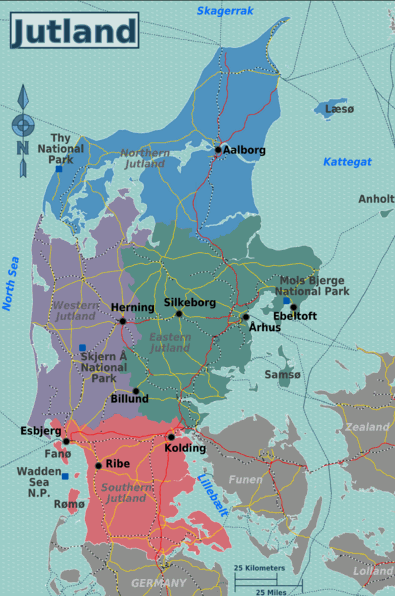 Skagerrak
Jutland
Læsø
Thy
National
Park
N
Northern
Jutland
Aalborg
Kattegat
Anholt
North Sea
Mols Bjerge
National Park
Western
Jutland
Herning
Silkeborg
Ebeltoft
Århus
Eastern
Jutland
Skjern Å
National
Park
Samsø
Billund
Esbjerg
Zealand
Fanø
Kolding
Ribe
Wadden
Sea
N.P.
Funen
Lillebælt
Southern
Jutland
Rømø
25 Kilometers
Lolland
GERMANY
25 Miles